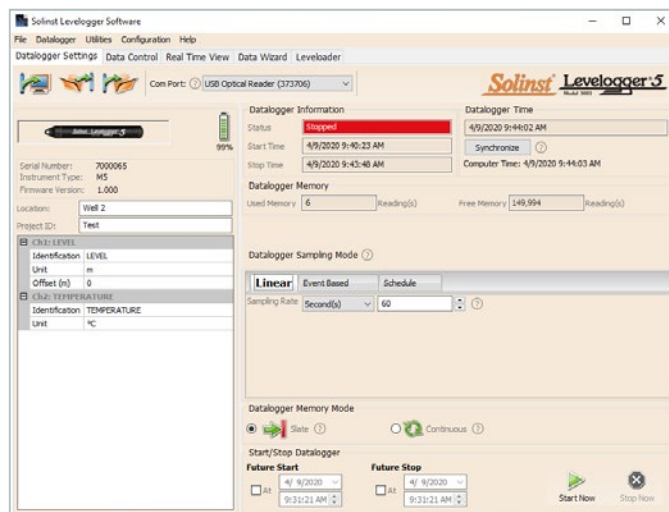 Solinst Levelogger Software
File Datalogger Utilities Configuration Help
Datalogger Settings Data Control Real Time View Data Wizard Leveloader
Com Port: ? USB Optical Reader (373706)
Solinst Levelogger 5
99%
Serial Number: 7000065
Instrument Type: M5
Firmware Version: 1.000
Location: Well 2
Project ID: Test
Ch1: LEVEL
Identification LEVEL
Unit m
Offset (m) 0
Ch2: TEMPERATURE
Identification TEMPERATURE
Unit °C
Datalogger Information
Status Stopped
Start Time 4/9/2020 9:40:23 AM
Stop Time 4/9/2020 9:43:48 AM
Datalogger Time
4/9/2020 9:44:02 AM
Synchronize ?
Computer Time: 4/9/2020 9:44:03 AM
Datalogger Memory
Used Memory 6 Reading(s) Free Memory 149,994 Reading(s)
Datalogger Sampling Mode ?
Linear Event Based Schedule
Sampling Rate Second(s) 60 ?
Datalogger Memory Mode
Slate ? Continuous ?
Start/Stop Datalogger
Future Start Future Stop
At 4/ 9/2020 At 4/ 9/2020
9:31:21 AM 9:31:21 AM
Start Now Stop Now